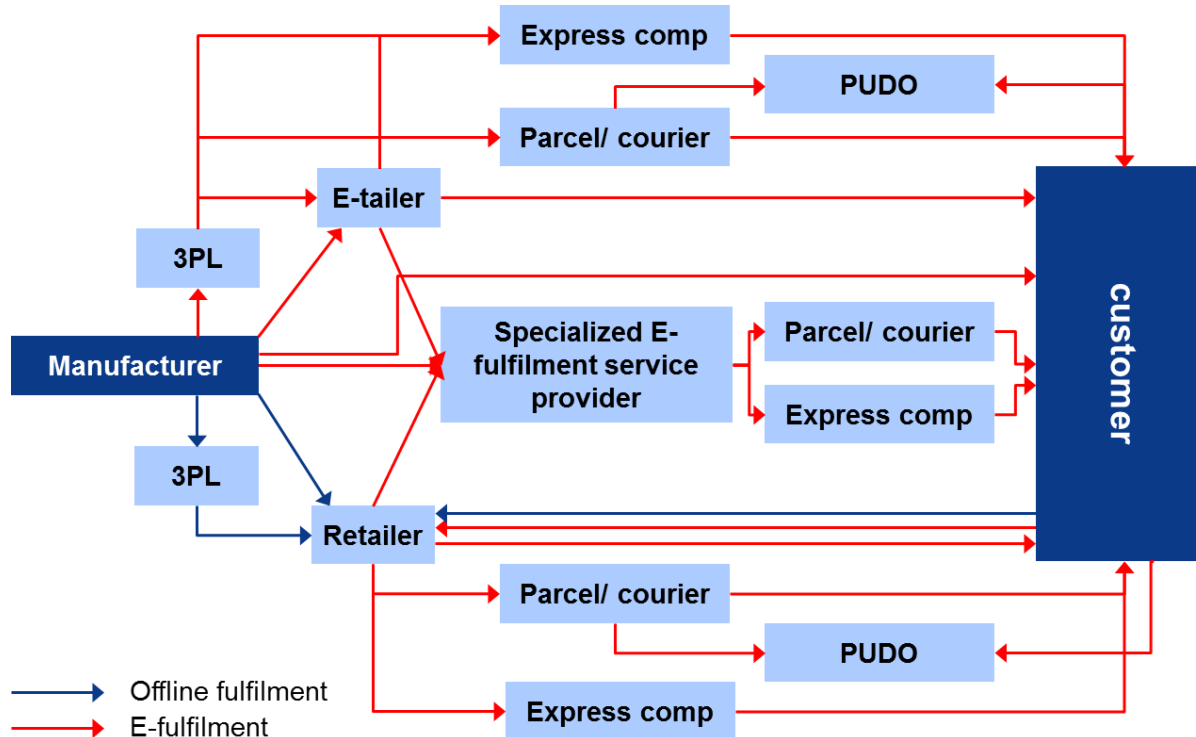 Express comp
PUDO
Parcel/ courier
E-tailer
3PL
customer
Specialized E-
fulfilment service
provider
Parcel/ courier
Manufacturer
Express comp
3PL
Retailer
Parcel/ courier
PUDO
Offline fulfilment
Express comp
E-fulfilment